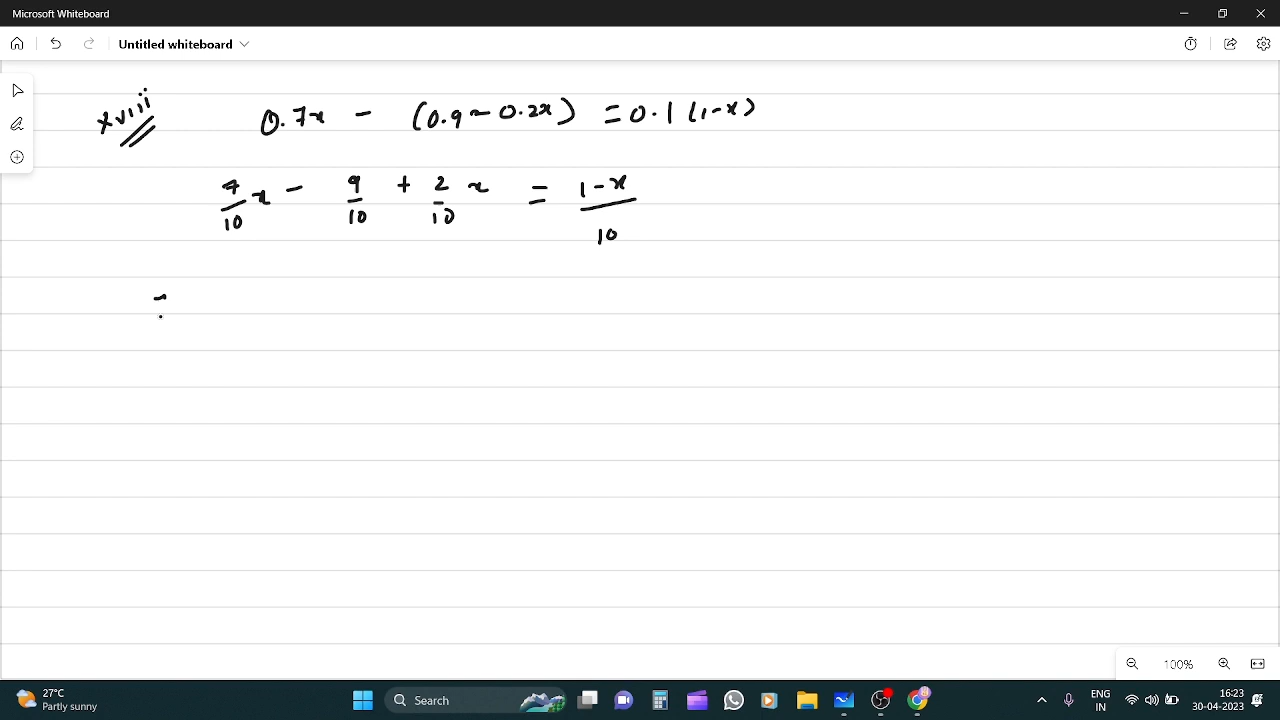 Microsoft Whiteboard
Untitled whiteboard
xviii 0.7x - (0.9 - 0.2x) = 0.1 (1-x)
7/10 x - 9/10 + 2/10 x = 1-x/10
100%
27°C
Partly sunny
Search
8
ENG
IN
16:23
30-04-2023